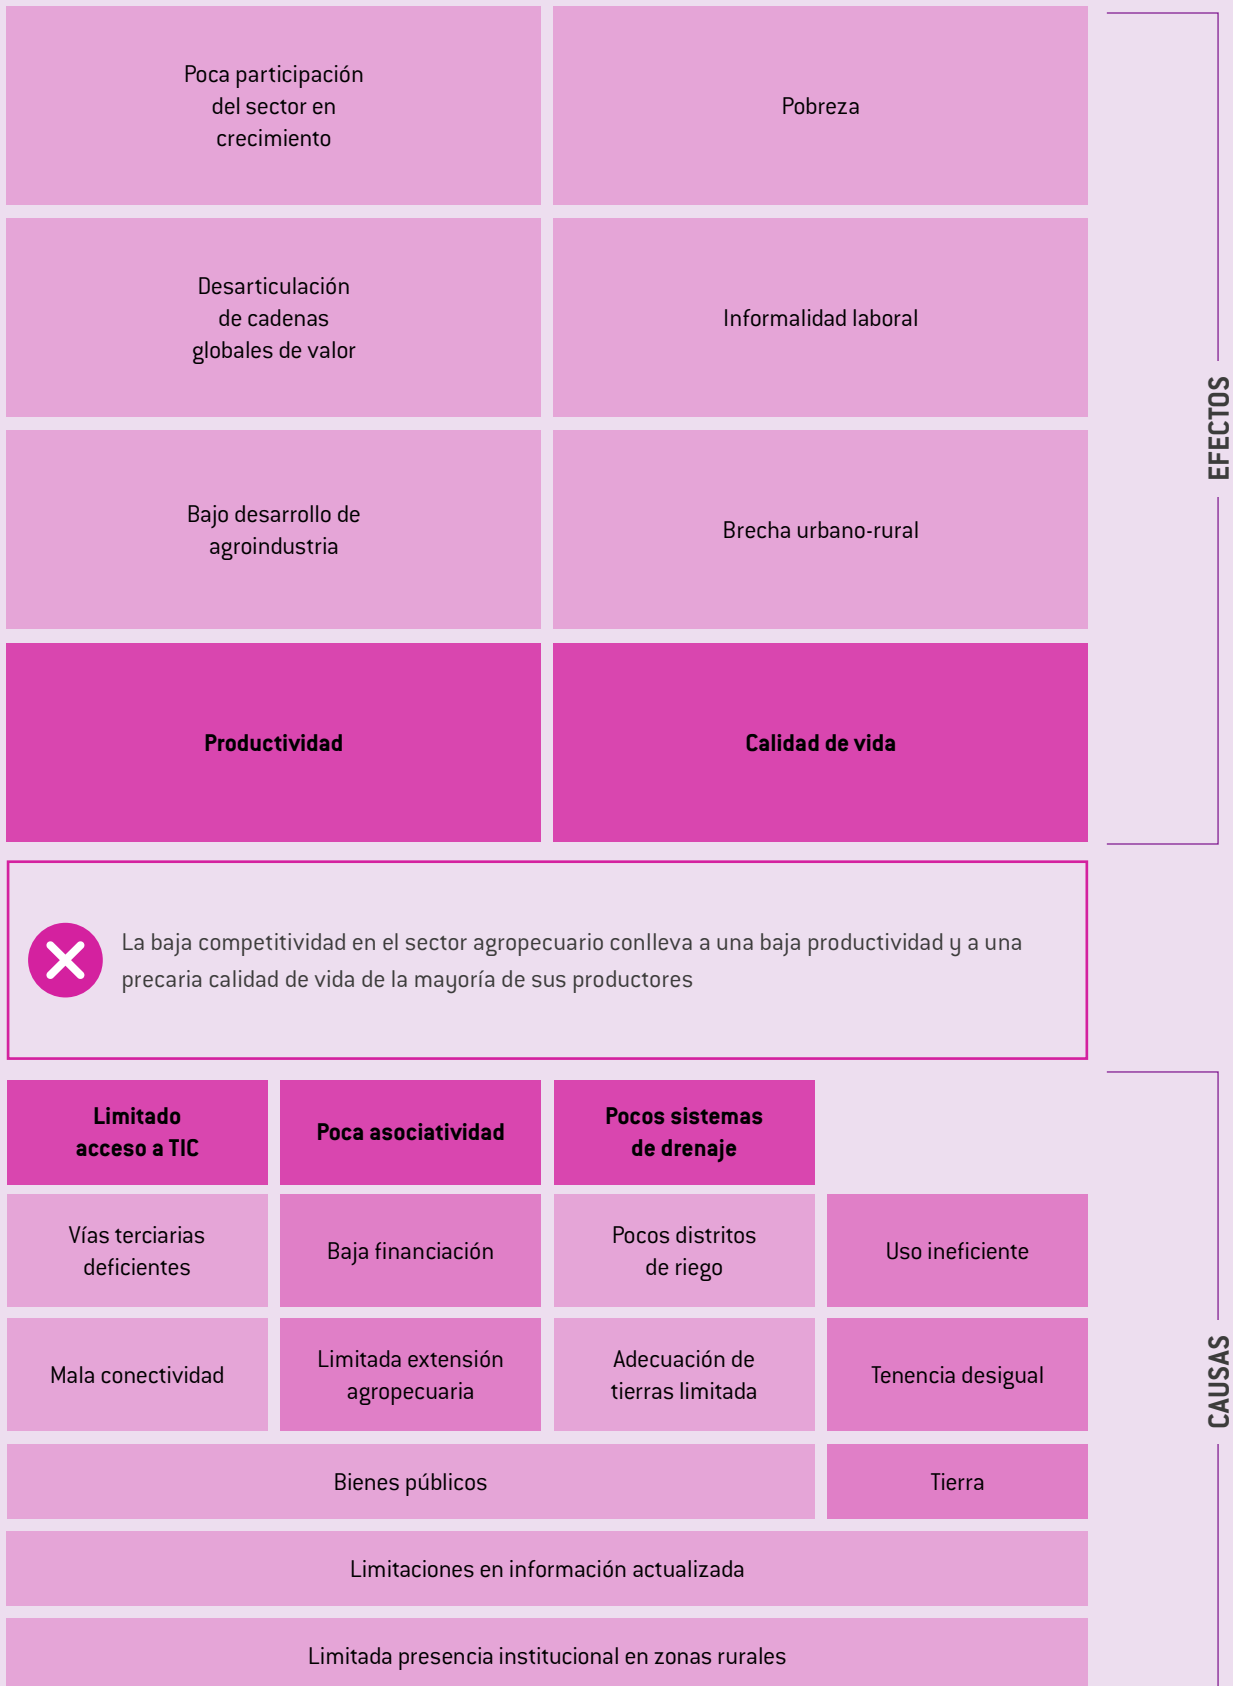 Poca participación
del sector en
crecimiento
Pobreza
Desarticulación
de cadenas
globales de valor
Informalidad laboral
Bajo desarrollo de
agroindustria
Brecha urbano-rural
Productividad
Calidad de vida
EFECTOS
La baja competitividad en el sector agropecuario conlleva a una baja productividad y a una
precaria calidad de vida de la mayoría de sus productores
Limitado
acceso a TIC
Poca asociatividad
Pocos sistemas
de drenaje
Vías terciarias
deficientes
Baja financiación
Pocos distritos
de riego
Uso ineficiente
Mala conectividad
Limitada extensión
agropecuaria
Adecuación de
tierras limitada
Tenencia desigual
Bienes públicos
Tierra
Limitaciones en información actualizada
Limitada presencia institucional en zonas rurales
CAUSAS